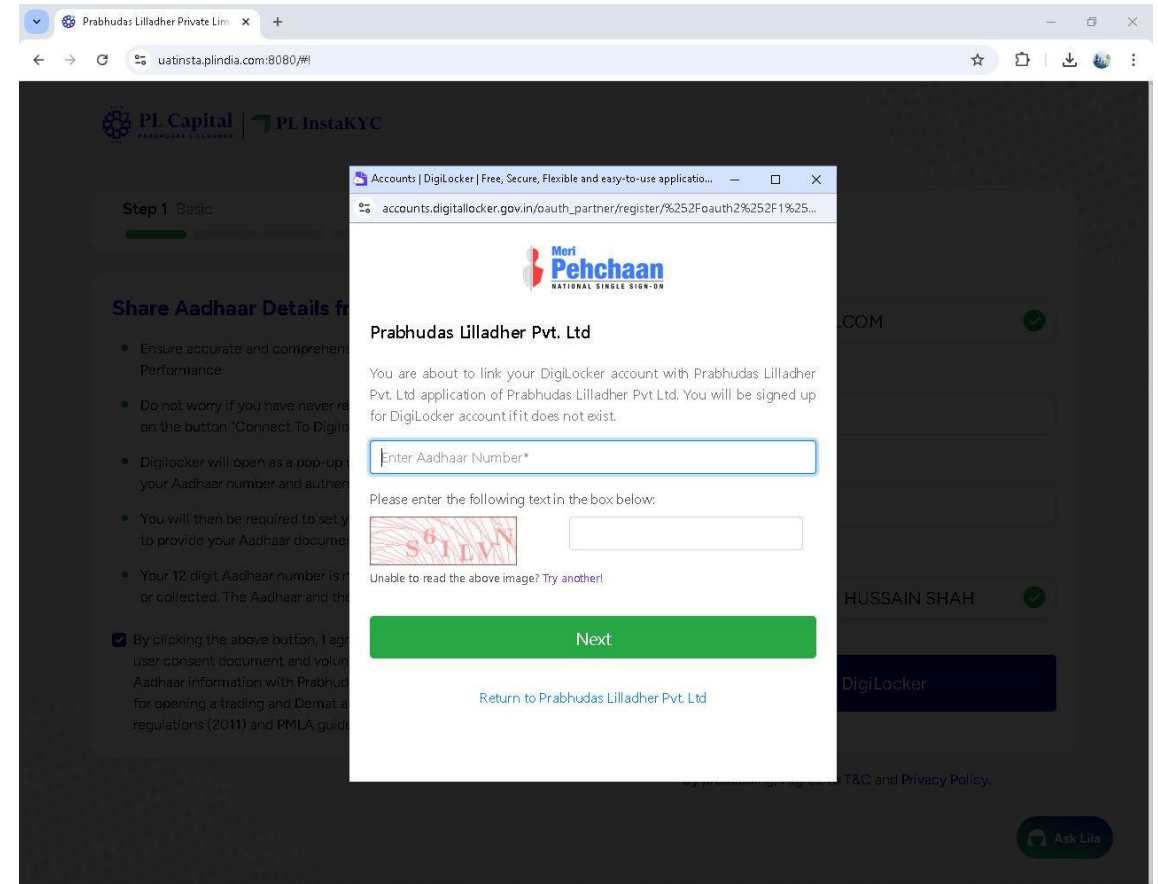 Prabhudas Lilladher Private Lim
uatinsta.plindia.com:8080/#!
PL Capital | PL InstaKYC
PRABHUDAS LILLADHER
Step 1 Basic
Share Aadhaar Details fr
Ensure accurate and comprehens
Performance
Do not worry if you have never re
on the button "Connect To Digilo
Digilocker will open as a pop-up
your Aadhaar number and authen
You will then be required to set y
to provide your Aadhaar docume
Your 12 digit Aadhaar number is n
or collected. The Aadhaar and the
By clicking the above button, I agr
user consent document and volun
Aadhaar information with Prabhud
for opening a trading and Demat a
regulations (2011) and PMLA guide
Accounts | DigiLocker | Free, Secure, Flexible and easy-to-use applicatio...
accounts.digitallocker.gov.in/oauth_partner/register/%252Foauth2%252F1%25...
Meri
Pehchaan
NATIONAL SINGLE SIGN-ON
Prabhudas Lilladher Pvt. Ltd
You are about to link your DigiLocker account with Prabhudas Lilladher
Pvt. Ltd application of Prabhudas Lilladher Pvt Ltd. You will be signed up
for DigiLocker account if it does not exist.
Enter Aadhaar Number*
Please enter the following text in the box below:
S6ILVN
Unable to read the above image? Try another!
Next
Return to Prabhudas Lilladher Pvt. Ltd
.COM
HUSSAIN SHAH
DigiLocker
T&C and Privacy Policy.
Ask Lila